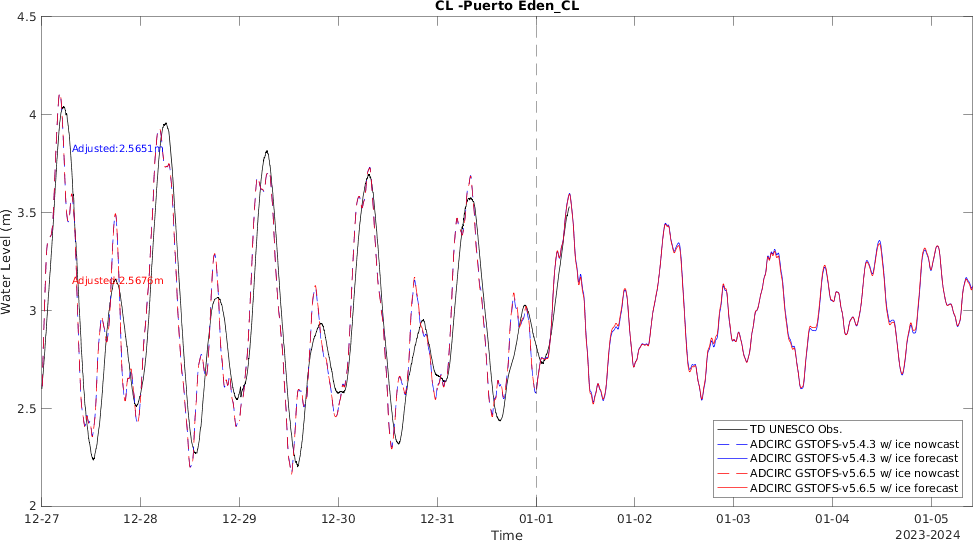 CL -Puerto Eden_CL
4.5
4
3.5
3
2.5
2
Water Level (m)
Adjusted:2.5651m
Adjusted:2.5676m
TD UNESCO Obs.
ADCIRC GSTOFS-v5.4.3 w/ ice nowcast
ADCIRC GSTOFS-v5.4.3 w/ ice forecast
ADCIRC GSTOFS-v5.6.5 w/ ice nowcast
ADCIRC GSTOFS-v5.6.5 w/ ice forecast
12-27 12-28 12-29 12-30 12-31 01-01 01-02 01-03 01-04 01-05
Time
2023-2024